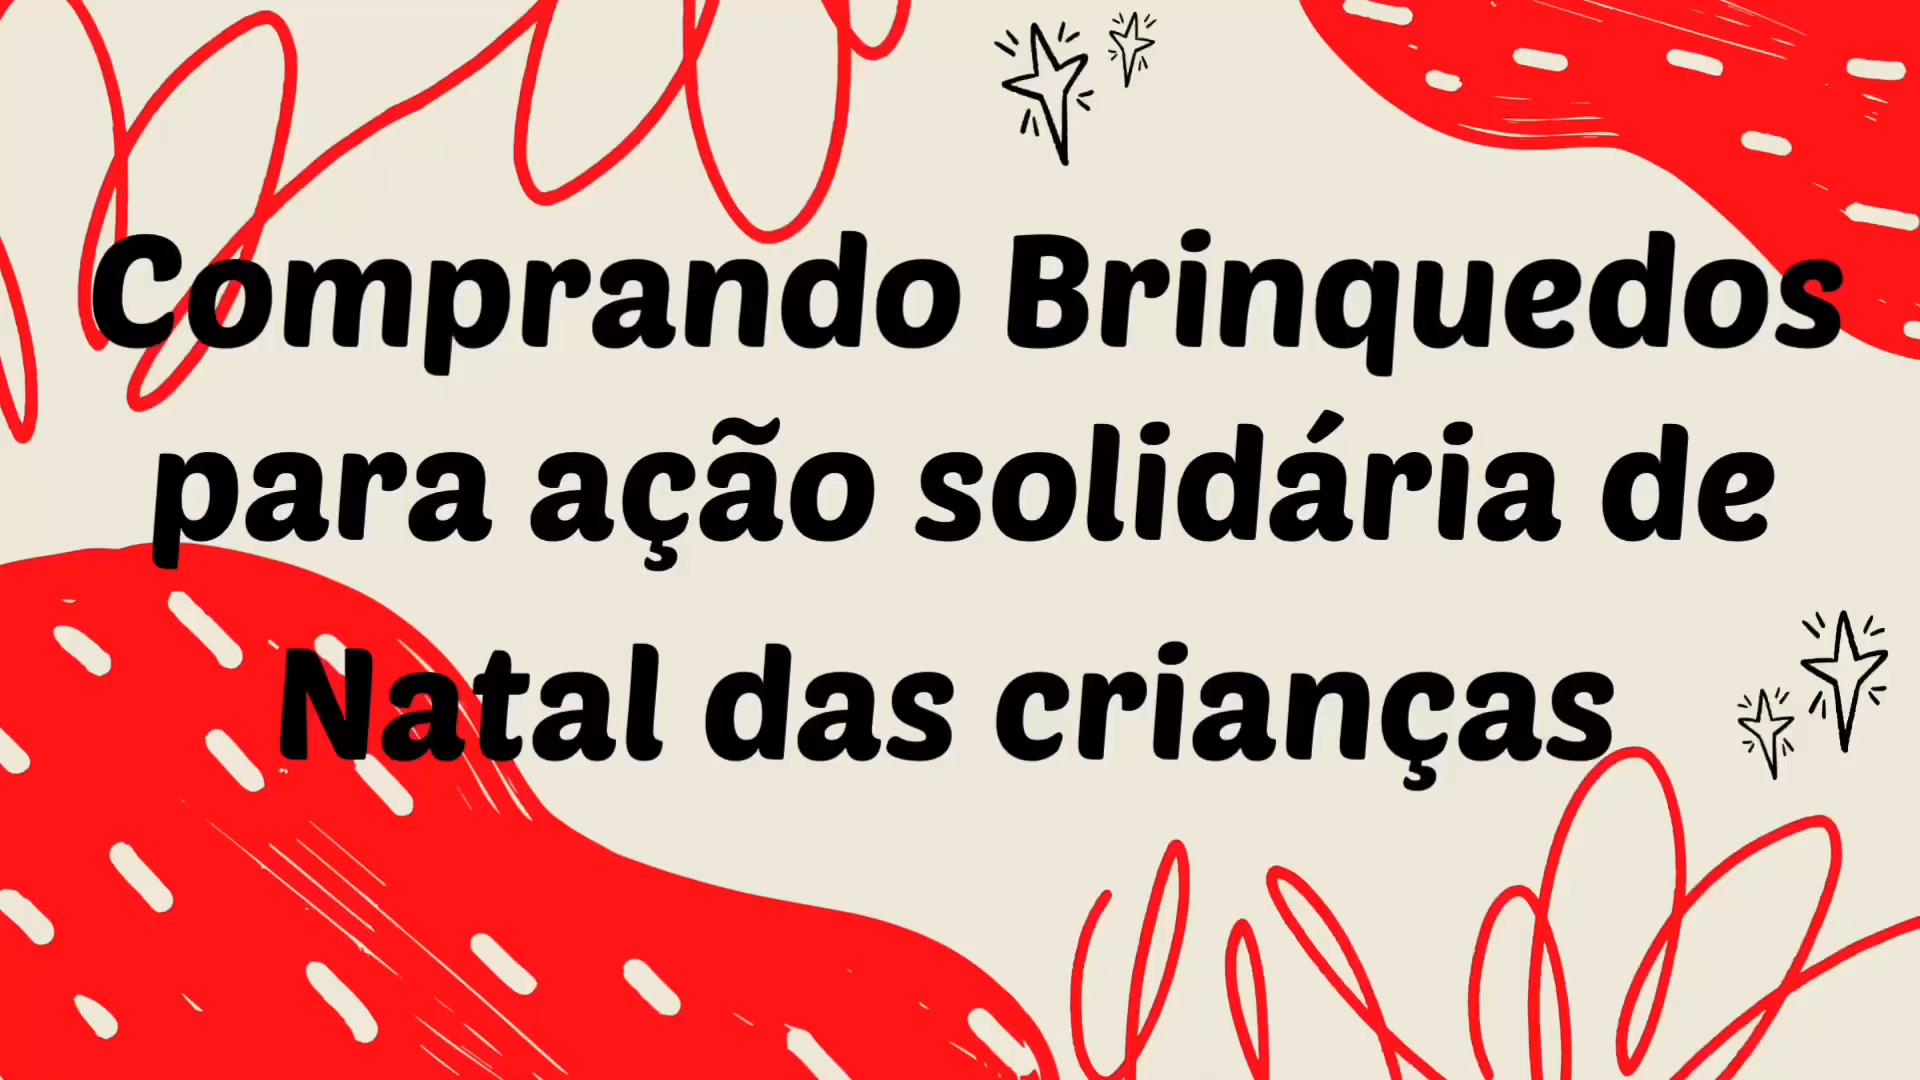 Comprando Brinquedos
para ação solidária de
Natal das crianças